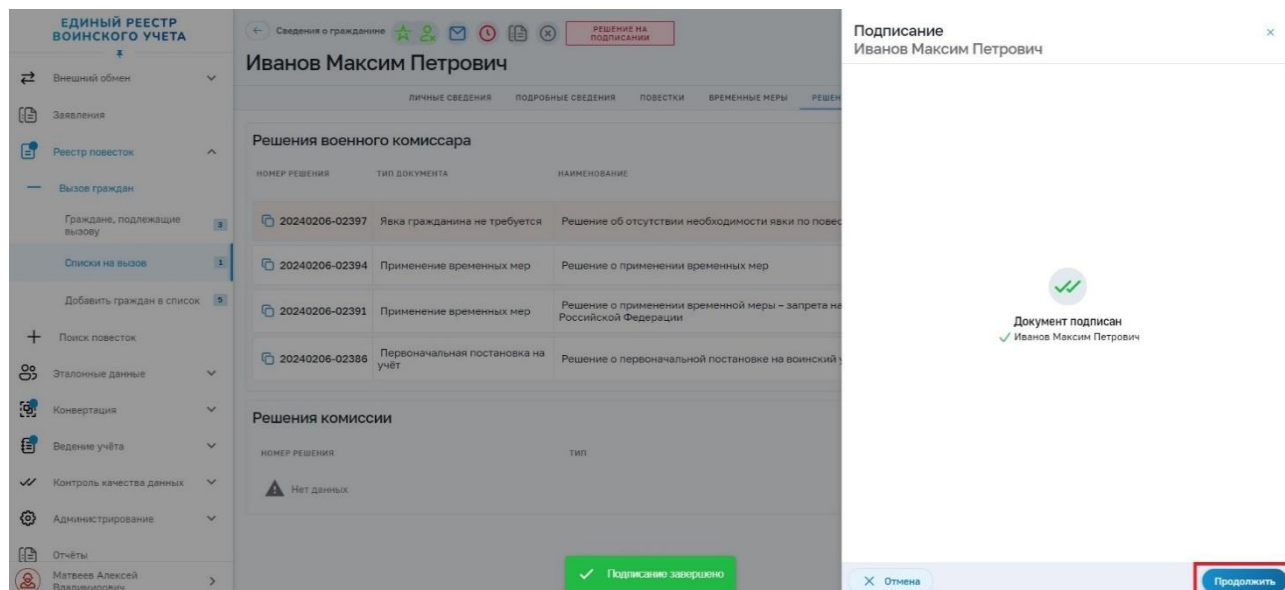 ЕДИНЫЙ РЕЕСТР
ВОИНСКОГО УЧЕТА
Внешний обмен
Заявления
Реестр повесток
Вызов граждан
Граждане, подлежащие
вызову
3
Списки на вызов
1
Добавить граждан в список
5
Поиск повесток
Эталонные данные
Конвертация
Ведение учёта
Контроль качества данных
Администрирование
Отчёты
Матвеев Алексей
Владимирович
Сведения о гражданине
РЕШЕНИЕ НА
ПОДПИСАНИИ
Иванов Максим Петрович
ЛИЧНЫЕ СВЕДЕНИЯ ПОДРОБНЫЕ СВЕДЕНИЯ ПОВЕСТКИ ВРЕМЕННЫЕ МЕРЫ РЕШЕН
Решения военного комиссара
НОМЕР РЕШЕНИЯ ТИП ДОКУМЕНТА НАИМЕНОВАНИЕ
20240206-02397 Явка гражданина не требуется Решение об отсутствии необходимости явки по повес
20240206-02394 Применение временных мер Решение о применении временных мер
20240206-02391 Применение временных мер Решение о применении временной меры – запрета на
Российской Федерации
20240206-02386 Первоначальная постановка на
учёт Решение о первоначальной постановке на воинский у
Решения комиссии
НОМЕР РЕШЕНИЯ ТИП
Нет данных
Подписание завершено
Подписание
Иванов Максим Петрович
Документ подписан
Иванов Максим Петрович
Отмена
Продолжить